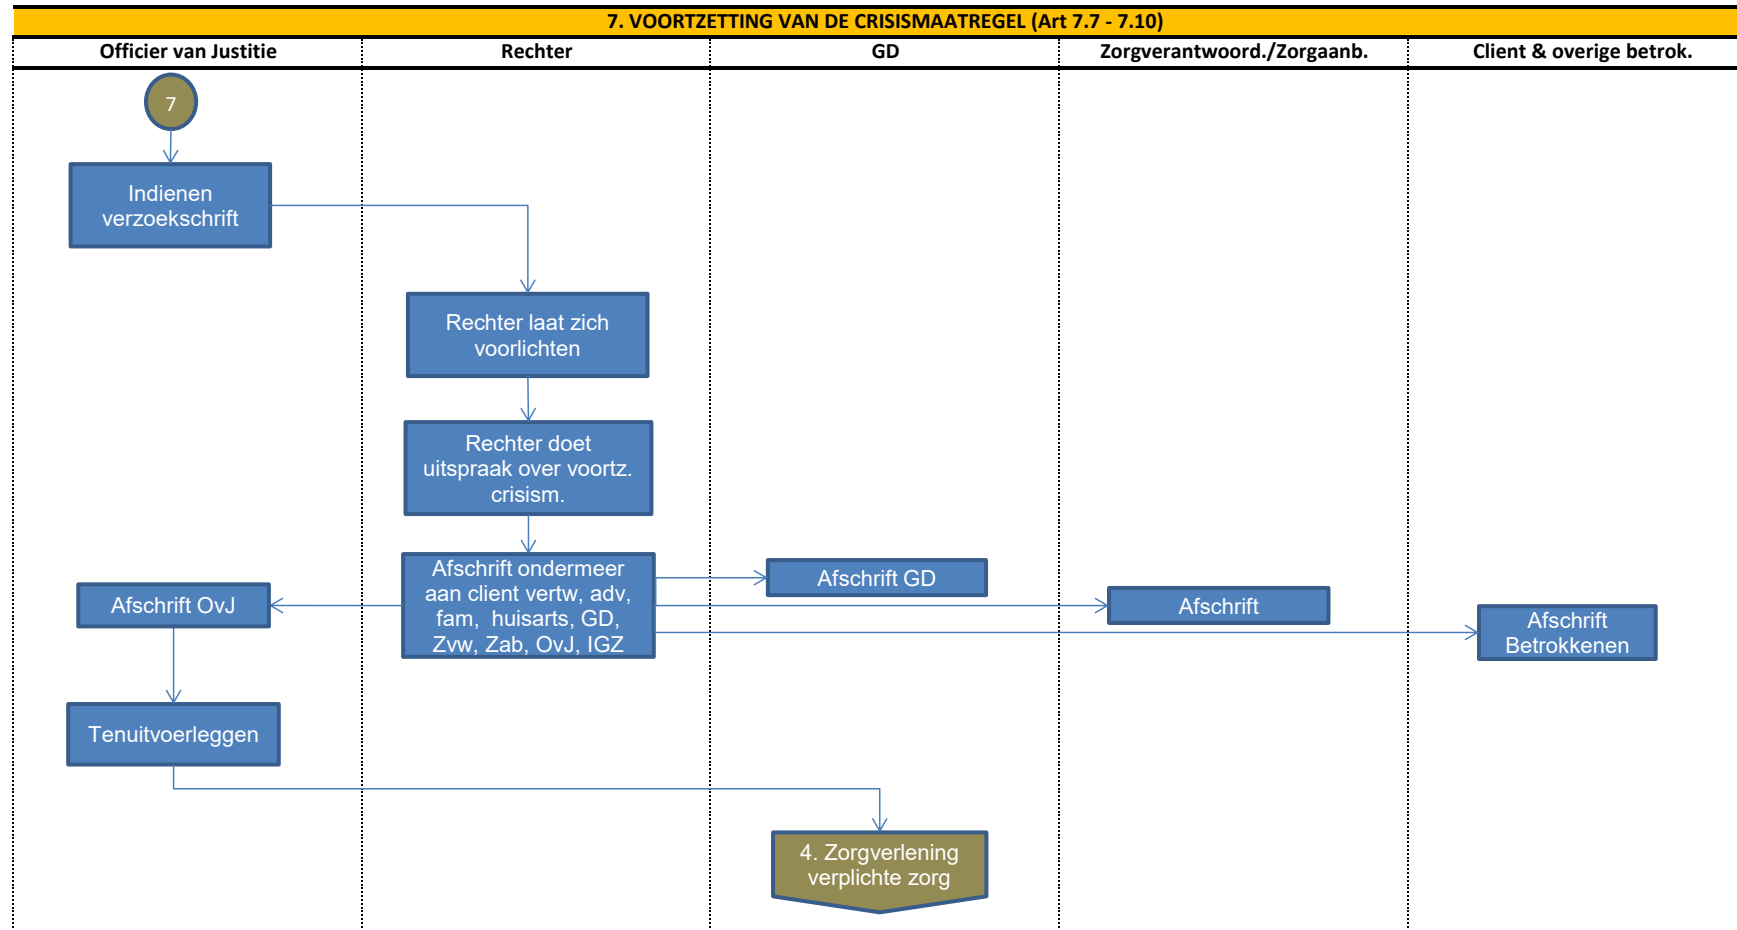 7. VOORTZETTING VAN DE CRISISMAATREGEL (Art 7.7 - 7.10)
Officier van Justitie
Rechter
GD
Zorgverantwoord./Zorgaanb.
Client & overige betrok.
7
Indienen
verzoekschrift
Rechter laat zich
voorlichten
Rechter doet
uitspraak over voortz.
crisism.
Afschrift ondermeer
aan client vertw, adv,
fam, huisarts, GD,
Zvw, Zab, OvJ, IGZ
Afschrift GD
Afschrift OvJ
Afschrift
Afschrift
Betrokkenen
Tenuitvoerleggen
4. Zorgverlening
verplichte zorg